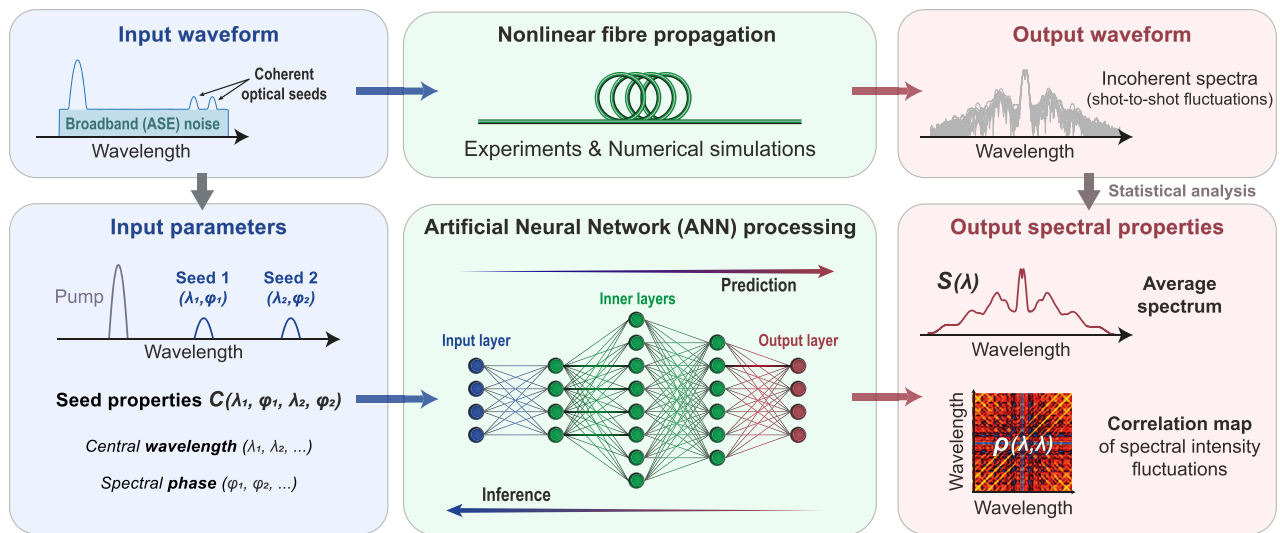 Input waveform
Coherent
optical seeds
Broadband (ASE) noise
Wavelength
Nonlinear fibre propagation
Experiments & Numerical simulations
Output waveform
Incoherent spectra
(shot-to-shot fluctuations)
Wavelength
Statistical analysis
Input parameters
Pump
Seed 1
(λ₁,φ₁)
Seed 2
(λ₂,φ₂)
Wavelength
Seed properties C(λ₁, φ₁, λ₂, φ₂)
Central wavelength (λ₁, λ₂, ...)
Spectral phase (φ₁, φ₂, ...)
Artificial Neural Network (ANN) processing
Prediction
Inner layers
Input layer
Output layer
Inference
Output spectral properties
S(λ)
Average
spectrum
Wavelength
Wavelength
ρ(λ,λ)
Wavelength
Correlation map
of spectral intensity
fluctuations